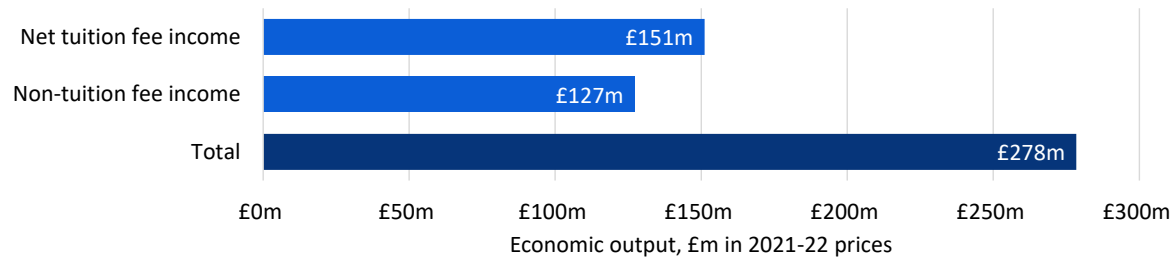 Net tuition fee income £151m
Non-tuition fee income £127m
Total £278m
£0m £50m £100m £150m £200m £250m £300m
Economic output, £m in 2021-22 prices